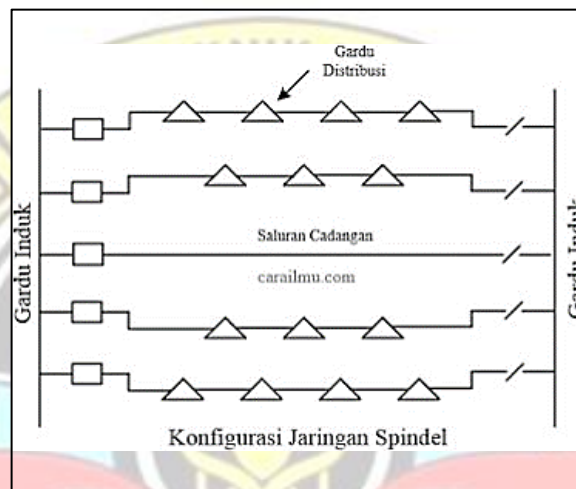 Gardu
Distribusi
Gardu Induk
Saluran Cadangan
carailmu.com
Gardu Induk
Konfigurasi Jaringan Spindel